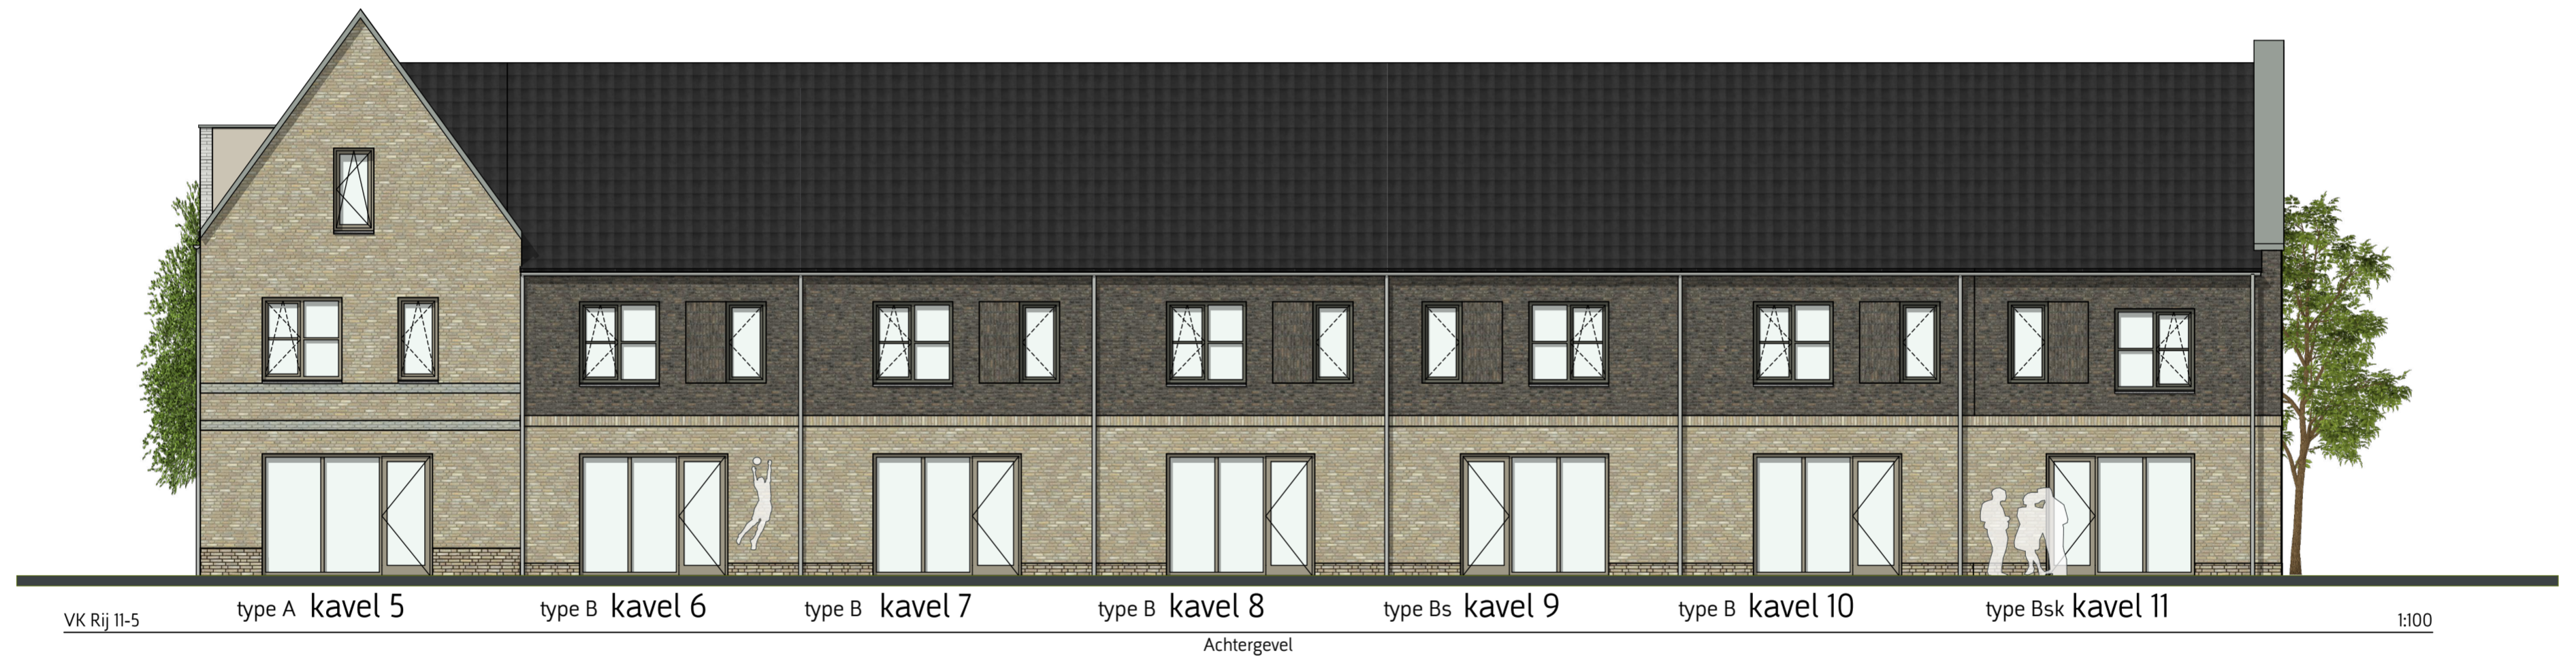 type A kavel 5 type B kavel 6 type B kavel 7 type B kavel 8 type Bs kavel 9 type B kavel 10 type Bsk kavel 11
VK Rij 11-5 1:100
Achtergevel